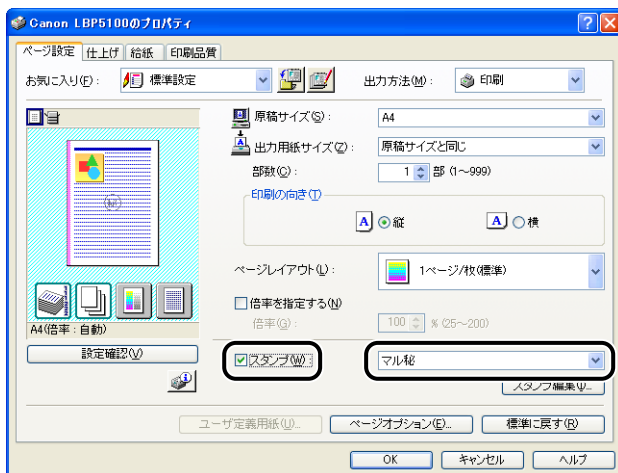 Canon LBP5100のプロパティ
ページ設定 仕上げ 給紙 印刷品質
お気に入り(F): 標準設定 出力方法(M): 印刷
原稿サイズ(S): A4
出力用紙サイズ(Z): 原稿サイズと同じ
部数(C): 1 部 (1~999)
印刷の向き(T)
A 縦 A 横
ページレイアウト(L): 1ページ/枚(標準)
倍率を指定する(N)
倍率(G): 100 % (25~200)
A4(倍率:自動)
設定確認(V)
スタンプ(W): マル秘
スタンプ編集(J)...
ユーザ定義用紙(U)... ページオプション(E)... 標準に戻す(R)
OK キャンセル ヘルプ